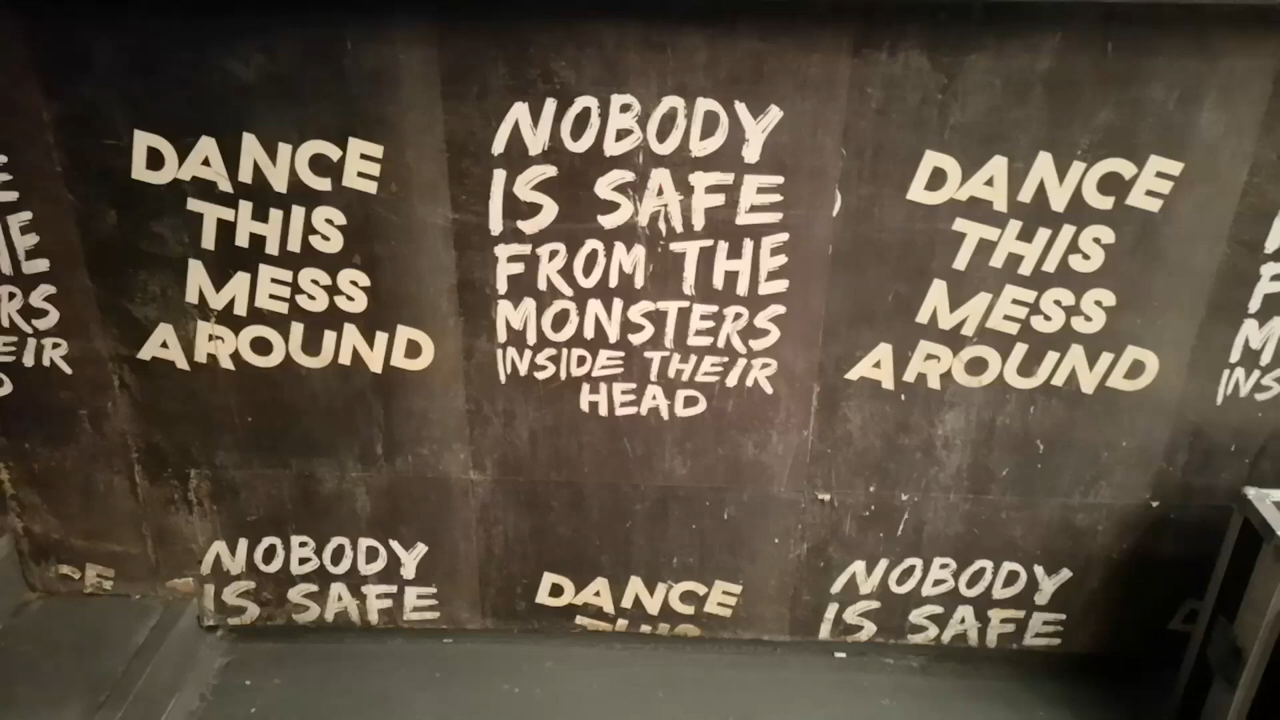 DANCE
THIS
MESS
AROUND
NOBODY
IS SAFE
FROM THE
MONSTERS
INSIDE THEIR
HEAD
DANCE
THIS
MESS
AROUND
NOBODY
IS SAFE
DANCE
THIS
NOBODY
IS SAFE